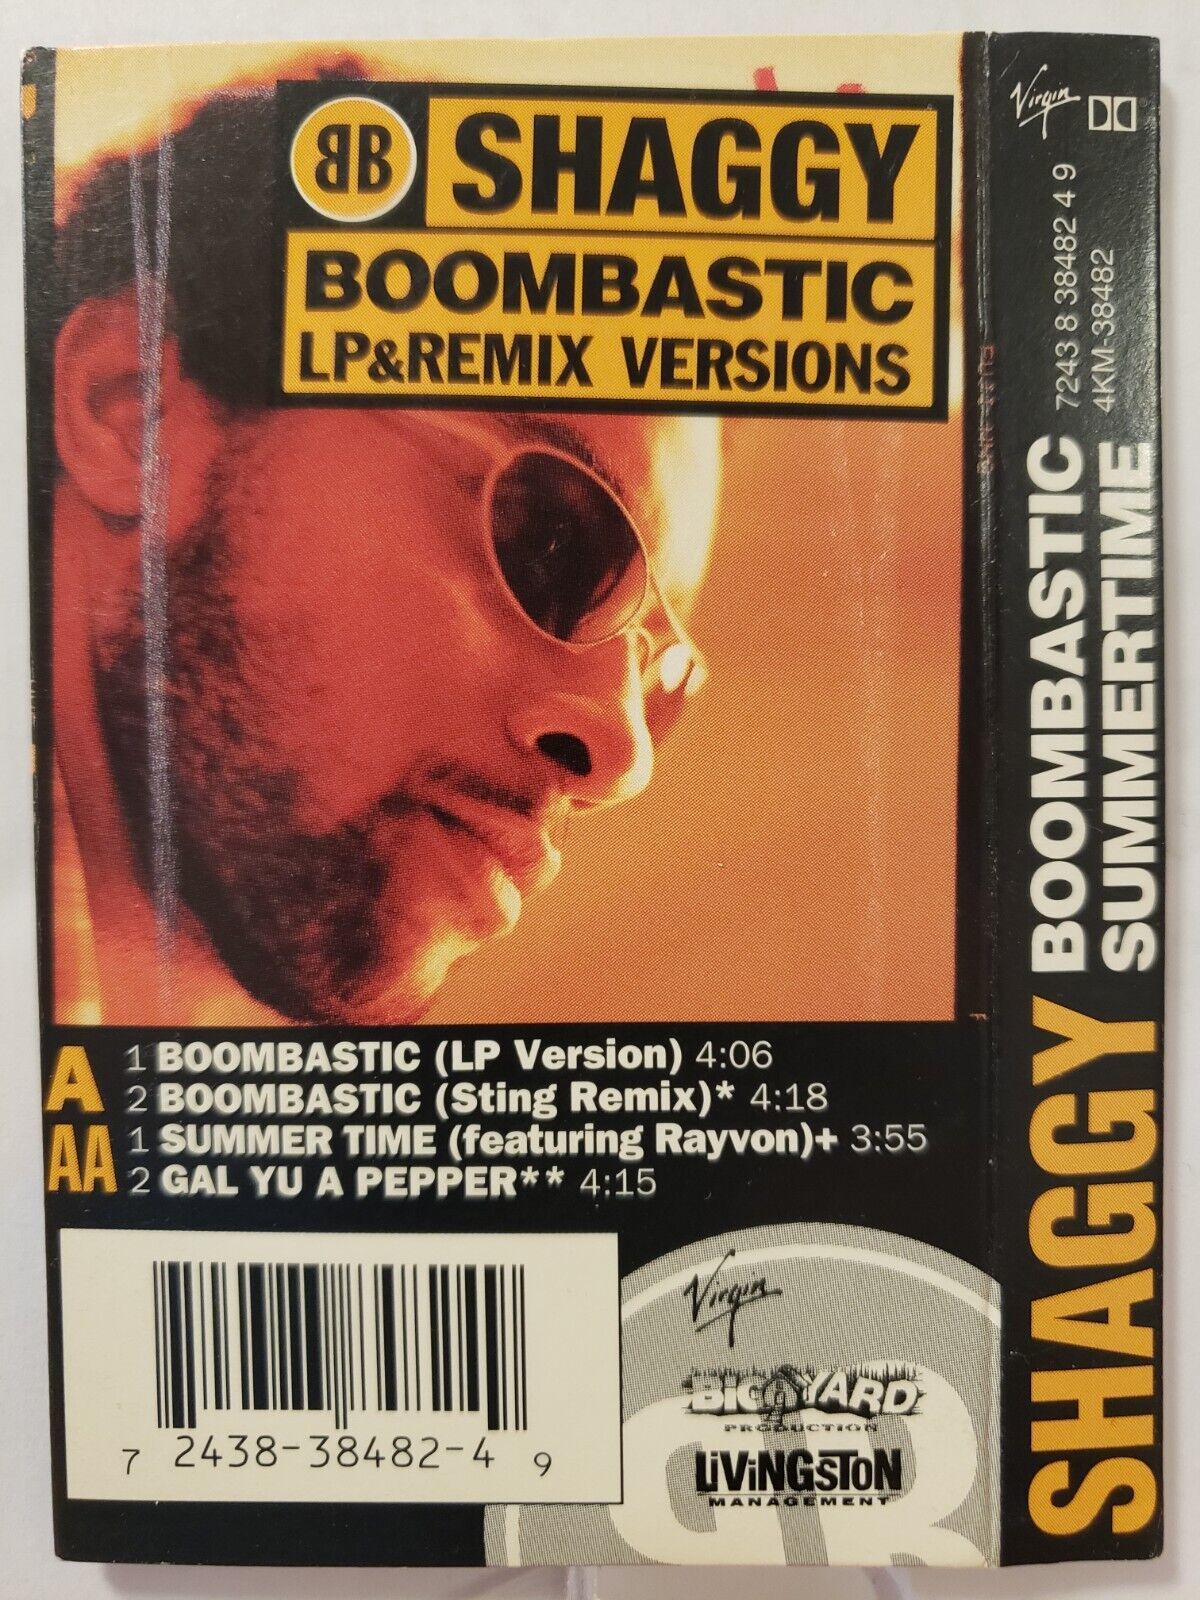 BB SHAGGY
BOOMBASTIC
LP&REMIX VERSIONS
A
1 BOOMBASTIC (LP Version) 4:06
2 BOOMBASTIC (Sting Remix)* 4:18
AA
1 SUMMER TIME (featuring Rayvon)+ 3:55
2 GAL YU A PEPPER** 4:15
7 2438-38482-4 9
Virgin
BIG YARD
PRODUCTION
LiViNGsToN
MANAGEMENT
SHAGGY
BOOMBASTIC
SUMMERTIME
7243 8 38482 4 9
4KM-38482
Virgin